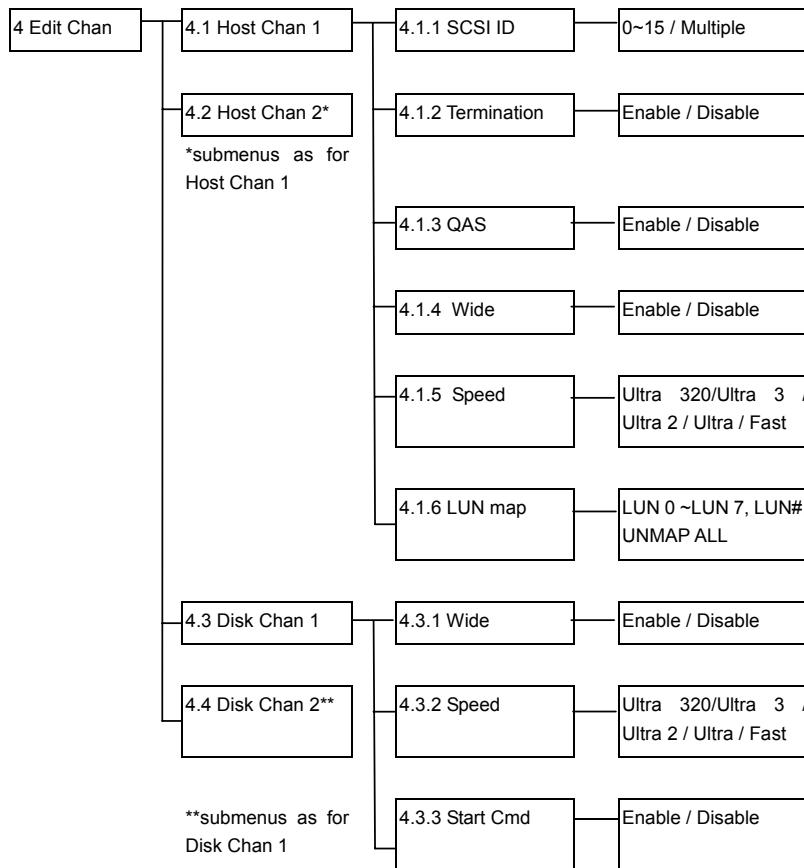 4 Edit Chan
4.1 Host Chan 1
4.1.1 SCSI ID
0~15 / Multiple
4.2 Host Chan 2*
4.1.2 Termination
Enable / Disable
*submenus as for
Host Chan 1
4.1.3 QAS
Enable / Disable
4.1.4 Wide
Enable / Disable
4.1.5 Speed
Ultra 320/Ultra 3 /
Ultra 2 / Ultra / Fast
4.1.6 LUN map
LUN 0 ~LUN 7, LUN#
UNMAP ALL
4.3 Disk Chan 1
4.3.1 Wide
Enable / Disable
4.4 Disk Chan 2**
4.3.2 Speed
Ultra 320/Ultra 3 /
Ultra 2 / Ultra / Fast
**submenus as for
Disk Chan 1
4.3.3 Start Cmd
Enable / Disable